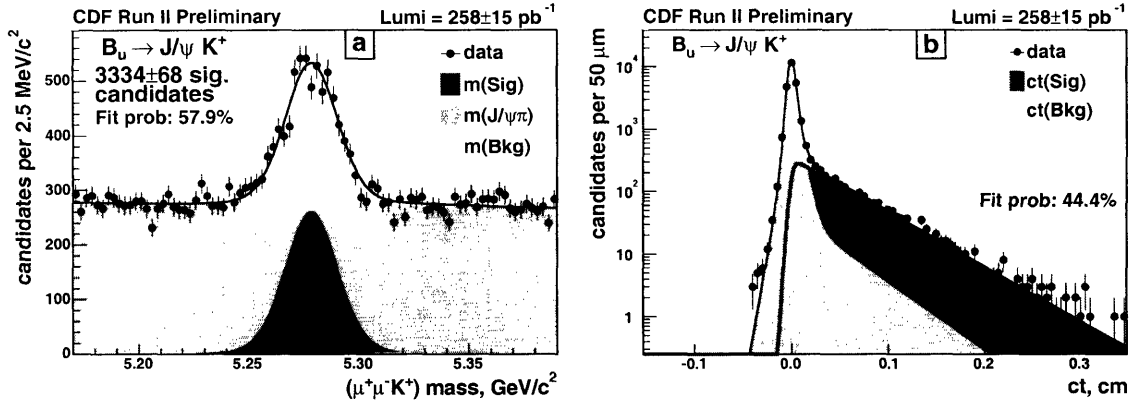 CDF Run II Preliminary
Lumi = 258±15 pb⁻¹
B_u → J/ψ K⁺
a
3334±68 sig.
candidates
Fit prob: 57.9%
data
m(Sig)
m(J/ψπ)
m(Bkg)
candidates per 2.5 MeV/c²
500
400
300
200
100
0
5.20
5.25
5.30
5.35
(μ⁺μ⁻K⁺) mass, GeV/c²
CDF Run II Preliminary
Lumi = 258±15 pb⁻¹
B_u → J/ψ K⁺
b
data
ct(Sig)
ct(Bkg)
Fit prob: 44.4%
candidates per 50 μm
10⁴
10³
10²
10
1
-0.1
0.0
0.1
0.2
0.3
ct, cm